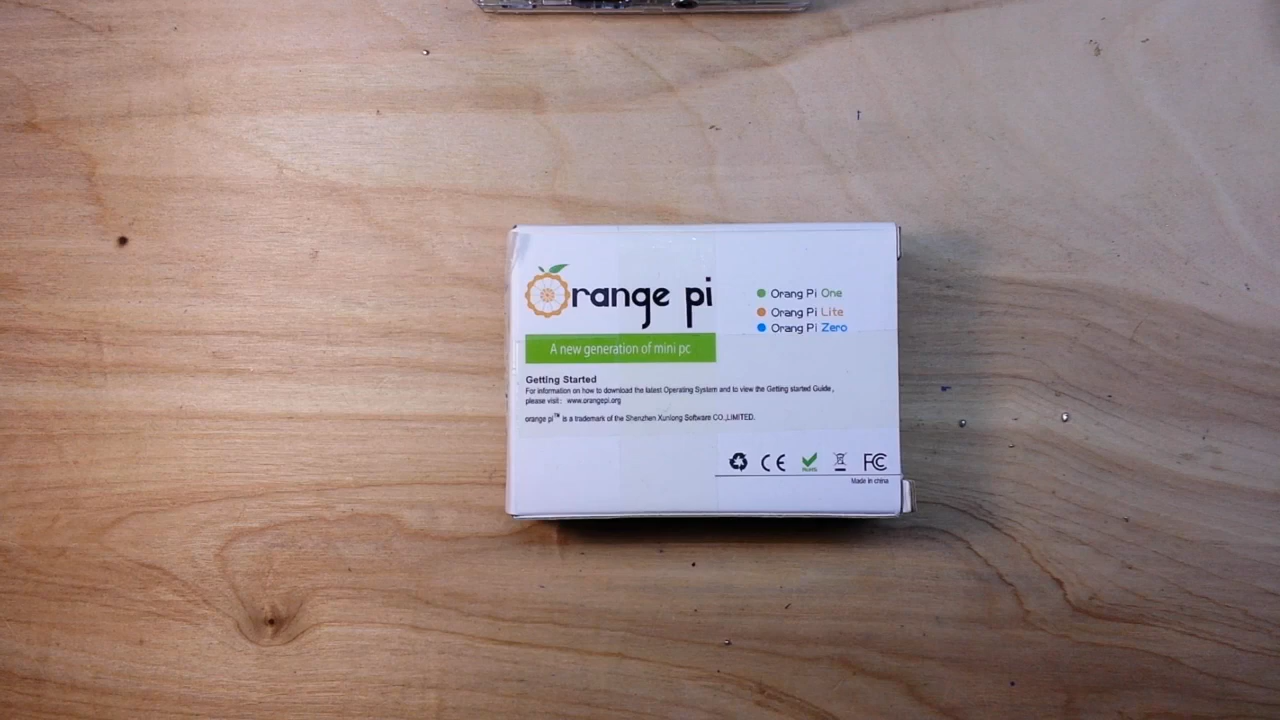 Orange pi
A new generation of mini pc
Getting Started
For information on how to download the latest Operating System and to view the Getting started Guide,
please visit: www.orangepi.org
orange pi™ is a trademark of the Shenzhen Xunlong Software CO.,LIMITED.
Orang Pi One
Orang Pi Lite
Orang Pi Zero
CE RoHS FC
Made in china